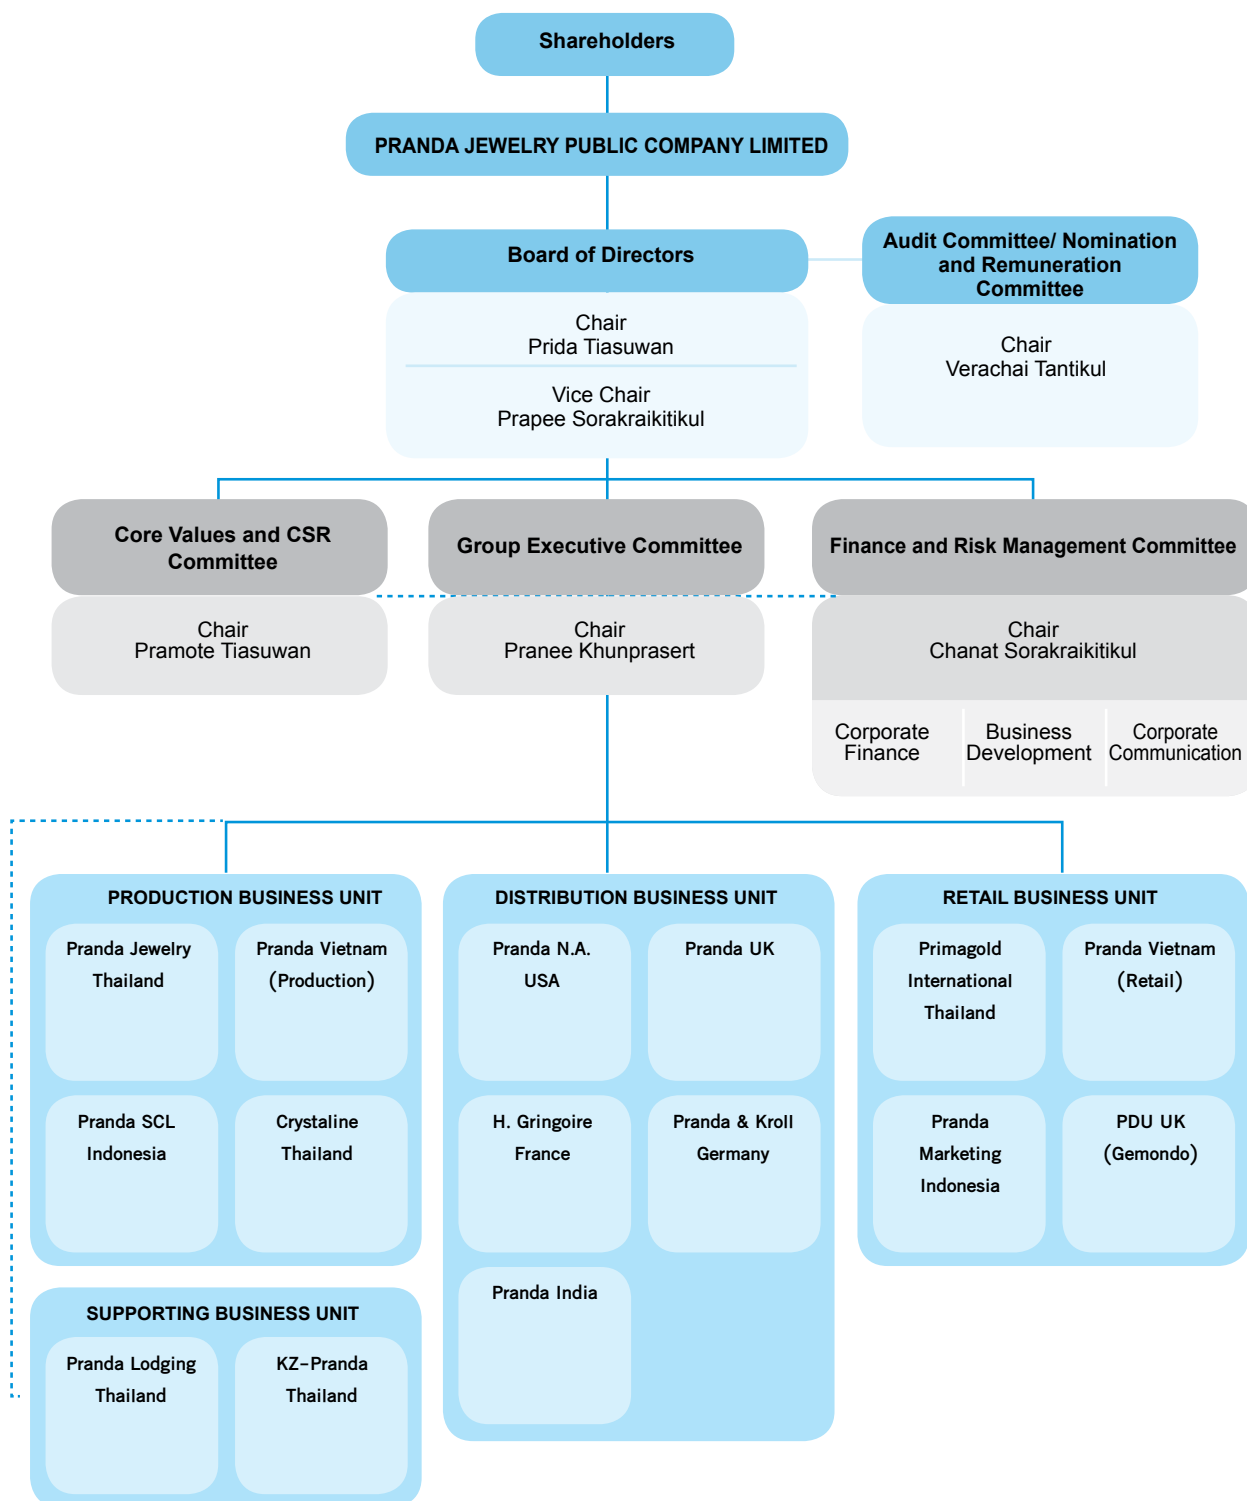 Shareholders
PRANDA JEWELRY PUBLIC COMPANY LIMITED
Board of Directors
Audit Committee/ Nomination
and Remuneration
Committee
Chair
Prida Tiasuwan
Vice Chair
Prapee Sorakraikitikul
Chair
Verachai Tantikul
Core Values and CSR
Committee
Chair
Pramote Tiasuwan
Group Executive Committee
Chair
Pranee Khunprasert
Finance and Risk Management Committee
Chair
Chanat Sorakraikitikul
Corporate
Finance
Business
Development
Corporate
Communication
PRODUCTION BUSINESS UNIT
Pranda Jewelry
Thailand
Pranda Vietnam
(Production)
Pranda SCL
Indonesia
Crystaline
Thailand
SUPPORTING BUSINESS UNIT
Pranda Lodging
Thailand
KZ-Pranda
Thailand
DISTRIBUTION BUSINESS UNIT
Pranda N.A.
USA
Pranda UK
H. Gringoire
France
Pranda & Kroll
Germany
Pranda India
RETAIL BUSINESS UNIT
Primagold
International
Thailand
Pranda Vietnam
(Retail)
Pranda
Marketing
Indonesia
PDU UK
(Gemondo)